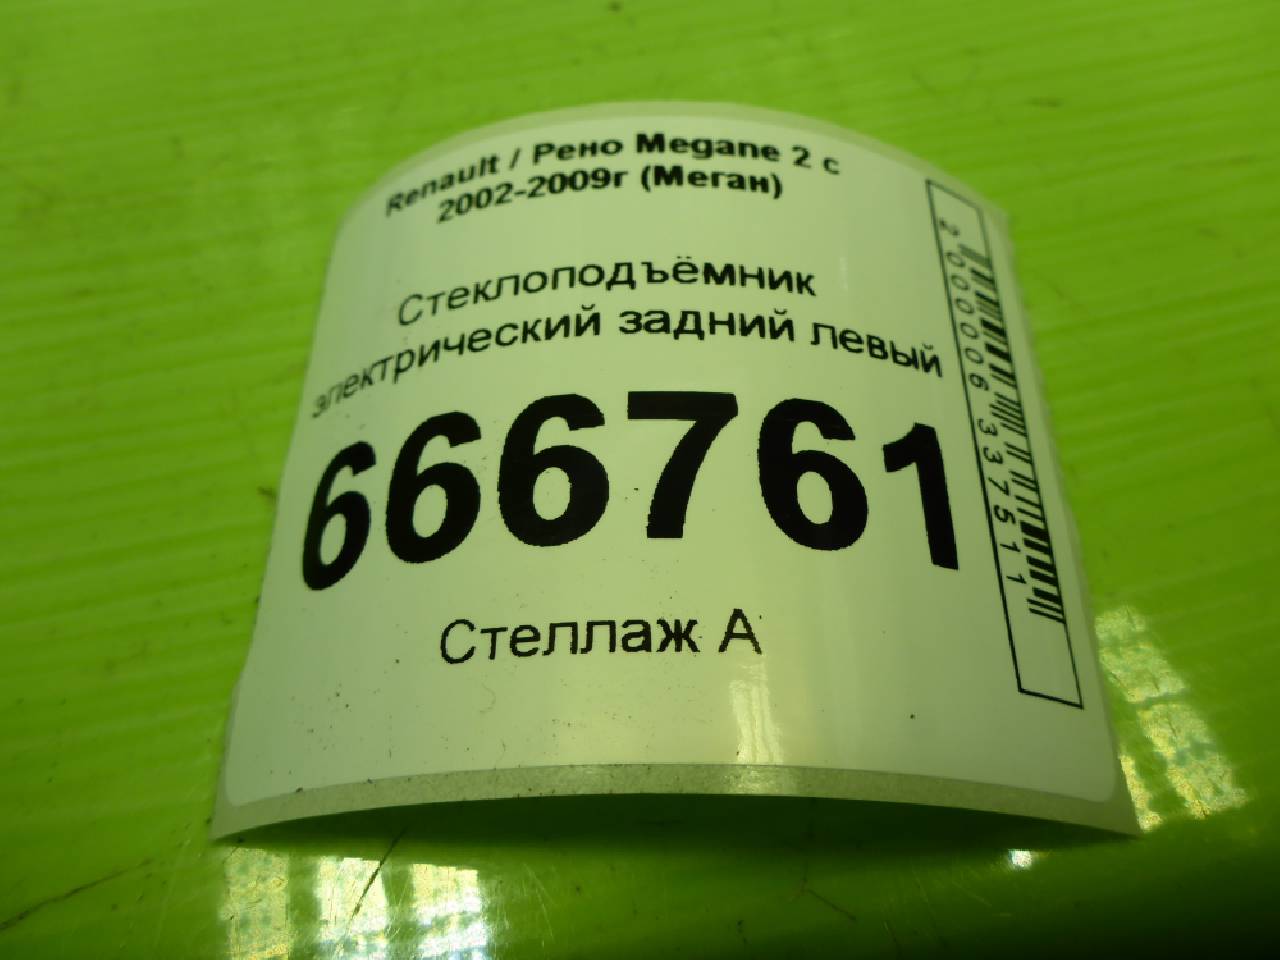 Renault / Рено Megane 2 с
2002-2009г (Меган)
Стеклоподъёмник
электрический задний левый
666761
Стеллаж А
2000006337511